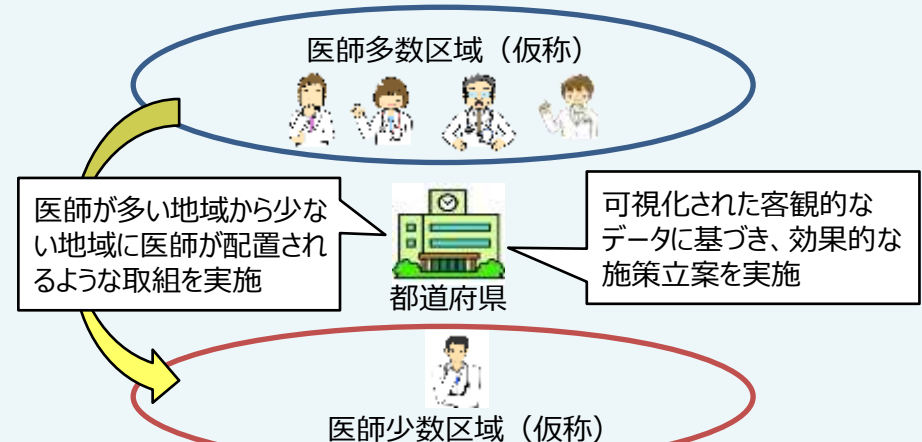 医師多数区域（仮称）
医師が多い地域から少な
い地域に医師が配置され
るような取組を実施
可視化された客観的な
データに基づき、効果的な
施策立案を実施
都道府県
医師少数区域（仮称）